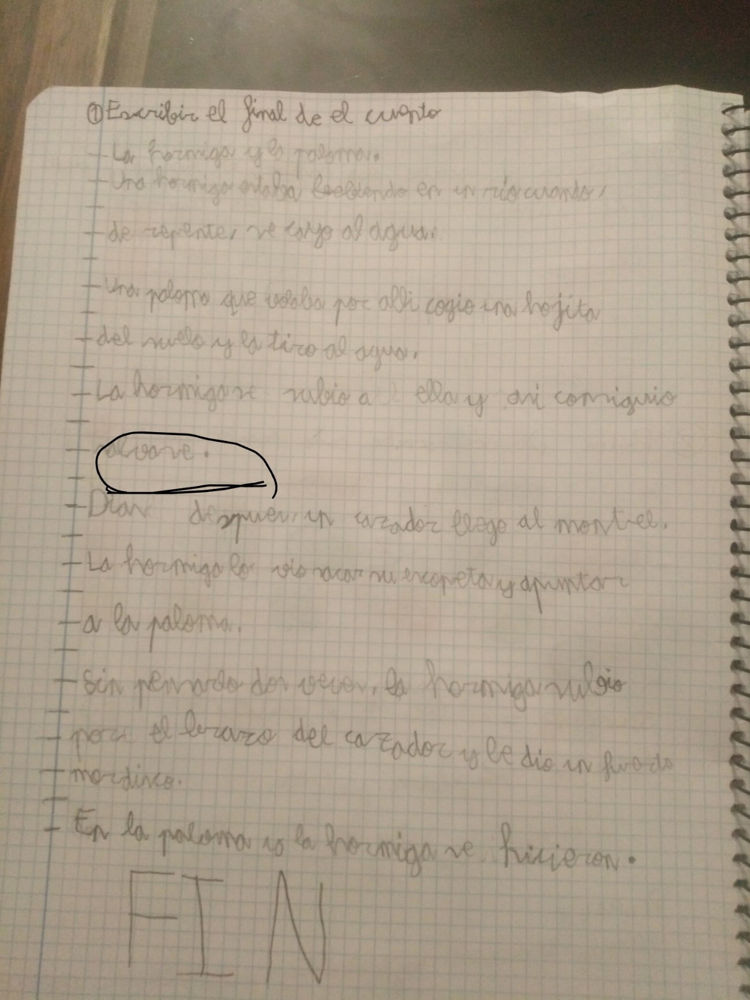 ① Escribir el final de el cuento
La hormiga y la paloma.
Una hormiga estaba bebiendo en un río cuando,
de repente, se cayo al agua.
Una paloma que volaba por alli cogio una hojita
del suelo y la tiro al agua.
La hormiga se subio a ella y asi consiguio
salvase.
Dias despues, un cazador llego al monte.
La hormiga lo vio sacar su escopeta y apuntar
a la paloma.
Sin pensado dos veces, la hormiga subio
por el brazo del cazador y le dio un
mordisco.
En la paloma y la hormiga se hicieron.
FIN